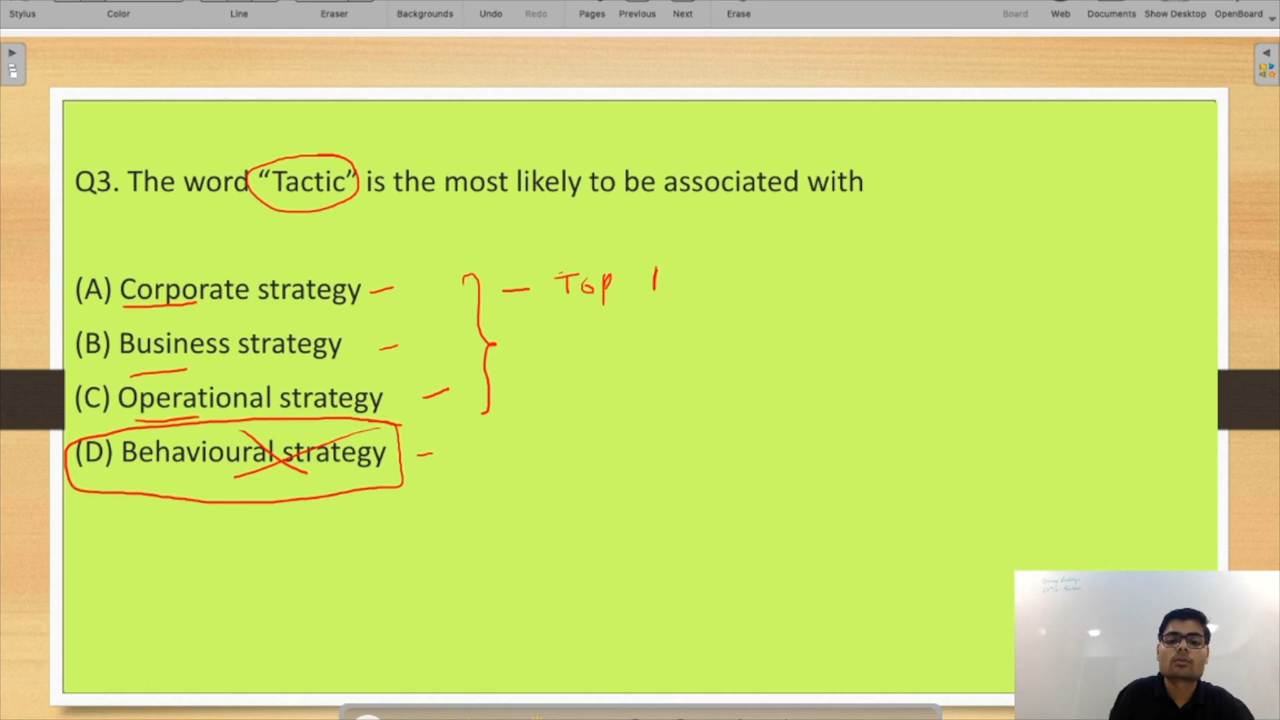 Stylus Color Line Eraser Backgrounds Undo Redo Pages Previous Next Erase Board Web Documents Show Desktop OpenBoard
Q3. The word “Tactic” is the most likely to be associated with
(A) Corporate strategy
– Top
(B) Business strategy
(C) Operational strategy
(D) Behavioural strategy